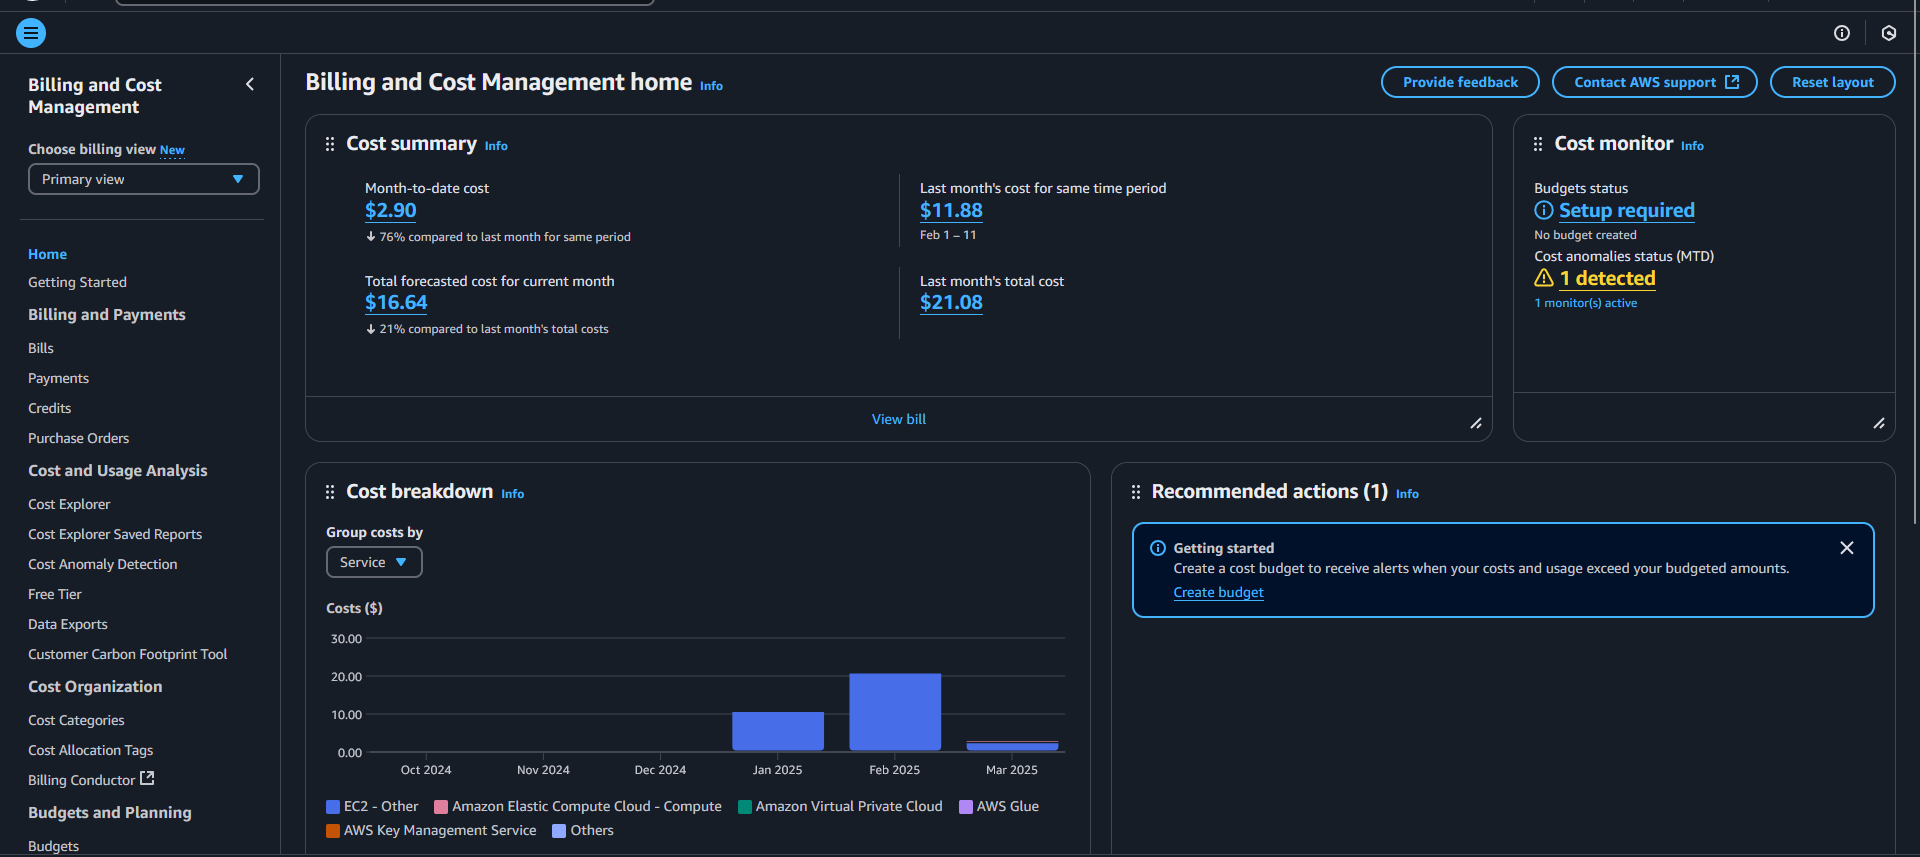 Billing and Cost
Management
Choose billing view New
Primary view
Home
Getting Started
Billing and Payments
Bills
Payments
Credits
Purchase Orders
Cost and Usage Analysis
Cost Explorer
Cost Explorer Saved Reports
Cost Anomaly Detection
Free Tier
Data Exports
Customer Carbon Footprint Tool
Cost Organization
Cost Categories
Cost Allocation Tags
Billing Conductor
Budgets and Planning
Budgets
Billing and Cost Management home Info
Provide feedback
Contact AWS support
Reset layout
Cost summary Info
Month-to-date cost
$2.90
76% compared to last month for same period
Last month's cost for same time period
$11.88
Feb 1 – 11
Total forecasted cost for current month
$16.64
21% compared to last month's total costs
Last month's total cost
$21.08
View bill
Cost monitor Info
Budgets status
Setup required
No budget created
Cost anomalies status (MTD)
1 detected
1 monitor(s) active
Cost breakdown Info
Group costs by
Service
Costs ($)
30.00
20.00
10.00
0.00
Oct 2024 Nov 2024 Dec 2024 Jan 2025 Feb 2025 Mar 2025
EC2 - Other Amazon Elastic Compute Cloud - Compute Amazon Virtual Private Cloud AWS Glue
AWS Key Management Service Others
Recommended actions (1) Info
Getting started
Create a cost budget to receive alerts when your costs and usage exceed your budgeted amounts.
Create budget